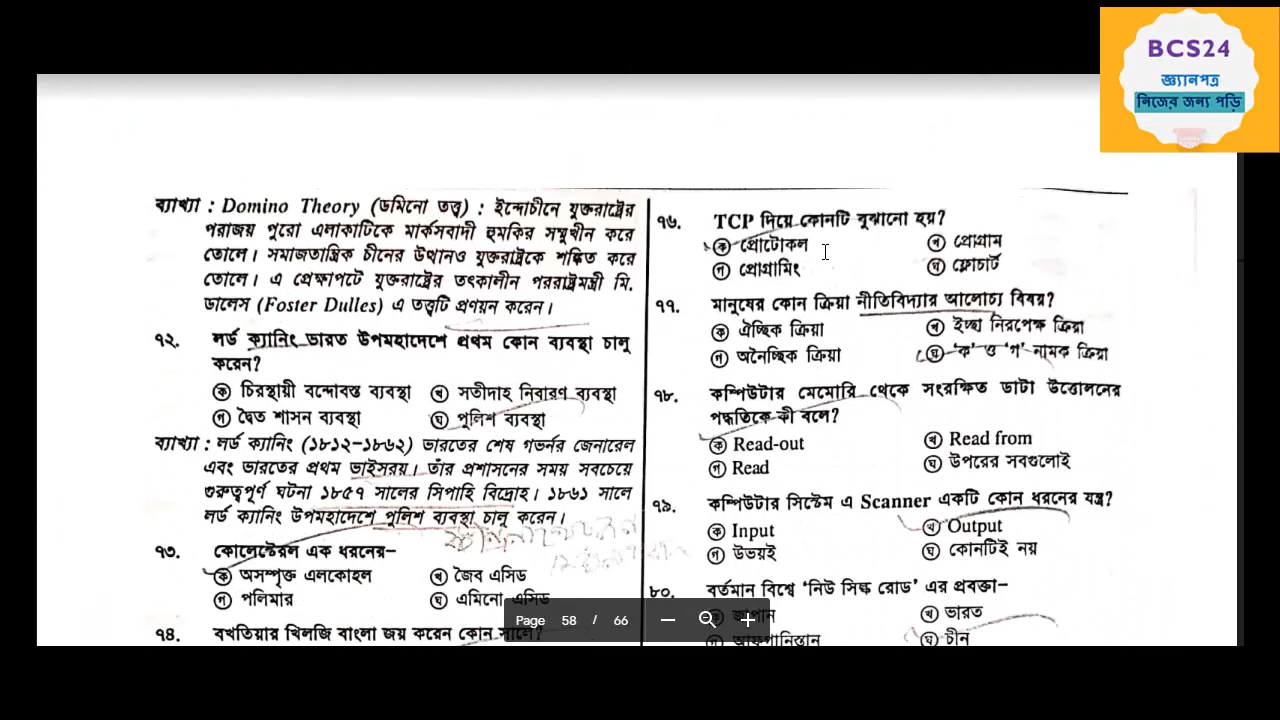 BCS24
জ্ঞ্যানপত্র
নিজের জন্য পড়ি
ব্যাখ্যা : Domino Theory (ডমিনো তত্ত্ব) : ইন্দোচীনে যুক্তরাষ্ট্রের
পরাজয় পুরো এলাকাটিকে মার্কসবাদী হুমকির সম্মুখীন করে
তোলে। সমাজতান্ত্রিক চীনের উত্থানও যুক্তরাষ্ট্রকে শঙ্কিত করে
তোলে। এ প্রেক্ষাপটে যুক্তরাষ্ট্রের তৎকালীন পররাষ্ট্রমন্ত্রী মি.
ডালেস (Foster Dulles) এ তত্ত্বটি প্রণয়ন করেন।
৭২. লর্ড ক্যানিং ভারত উপমহাদেশে প্রথম কোন ব্যবস্থা চালু
করেন?
ক চিরস্থায়ী বন্দোবস্ত ব্যবস্থা খ সতীদাহ নিবারণ ব্যবস্থা
গ দ্বৈত শাসন ব্যবস্থা ঘ পুলিশ ব্যবস্থা
ব্যাখ্যা : লর্ড ক্যানিং (১৮১২-১৮৬২) ভারতের শেষ গভর্নর জেনারেল
এবং ভারতের প্রথম ভাইসরয়। তাঁর প্রশাসনের সময় সবচেয়ে
গুরুত্বপূর্ণ ঘটনা ১৮৫৭ সালের সিপাহি বিদ্রোহ। ১৮৬১ সালে
লর্ড ক্যানিং উপমহাদেশে পুলিশ ব্যবস্থা চালু করেন।
৭৩. কোলেস্টেরল এক ধরনের–
ক অসম্পৃক্ত এলকোহল খ জৈব এসিড
গ পলিমার ঘ এমিনো এসিড
৭৪. বখতিয়ার খিলজি বাংলা জয় করেন কোন সালে?
৭৬. TCP দিয়ে কোনটি বুঝানো হয়?
ক প্রোটোকল খ প্রোগ্রাম
গ প্রোগ্রামিং ঘ ফ্লোচার্ট
৭৭. মানুষের কোন ক্রিয়া নীতিবিদ্যার আলোচ্য বিষয়?
ক ঐচ্ছিক ক্রিয়া খ ইচ্ছা নিরপেক্ষ ক্রিয়া
গ অনৈচ্ছিক ক্রিয়া ঘ ‘ক’ ও ‘গ’ নামক ক্রিয়া
৭৮. কম্পিউটার মেমোরি থেকে সংরক্ষিত ডাটা উত্তোলনের
পদ্ধতিকে কী বলে?
ক Read-out খ Read from
গ Read ঘ উপরের সবগুলোই
৭৯. কম্পিউটার সিস্টেম এ Scanner একটি কোন ধরনের যন্ত্র?
ক Input খ Output
গ উভয়ই ঘ কোনটিই নয়
৮০. বর্তমান বিশ্বে ‘নিউ সিল্ক রোড’ এর প্রবক্তা–
ক জাপান খ ভারত
গ আফগানিস্তান ঘ চীন
Page 58 / 66